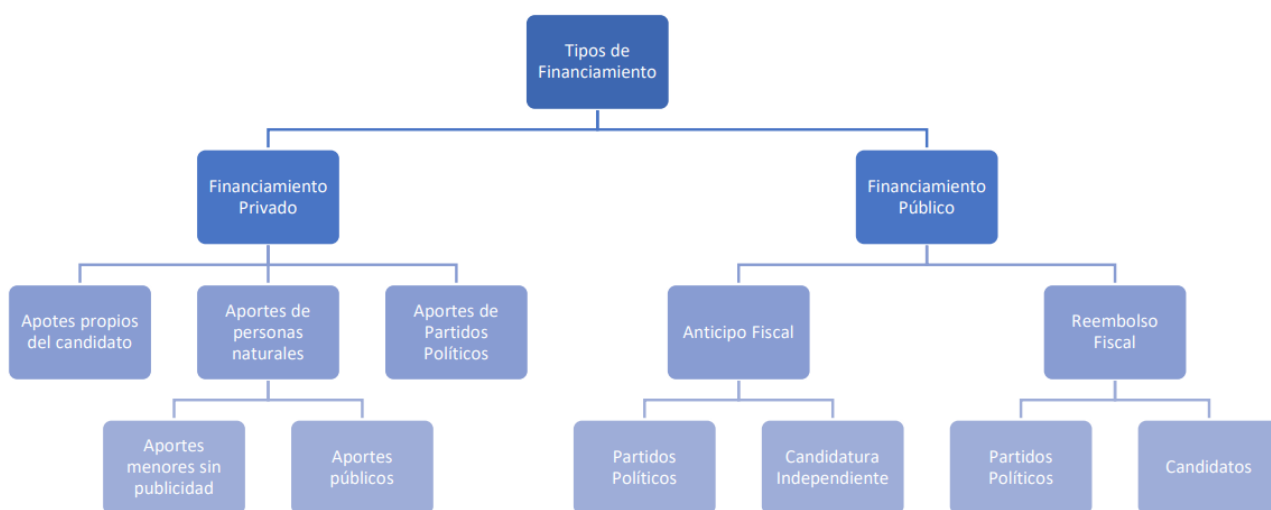 Tipos de
Financiamiento
Financiamiento
Privado
Financiamiento
Público
Apotes propios
del candidato
Aportes de
personas
naturales
Aportes de
Partidos
Políticos
Anticipo Fiscal
Reembolso
Fiscal
Aportes
menores sin
publicidad
Aportes
públicos
Partidos
Políticos
Candidatura
Independiente
Partidos
Políticos
Candidatos